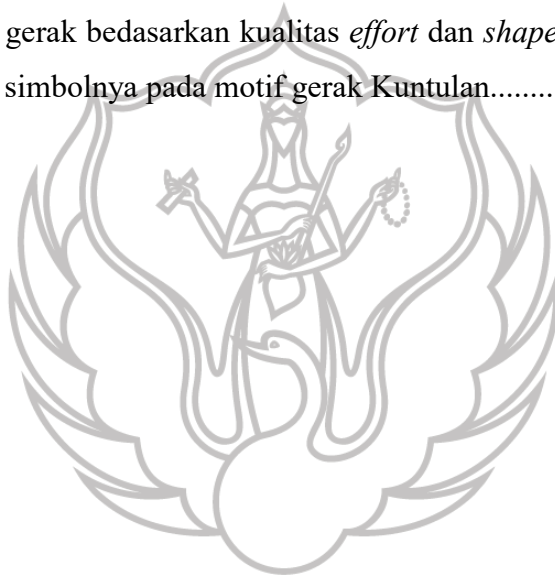 gerak bedasarkan kualitas effort dan shape
simbolnya pada motif gerak Kuntulan........